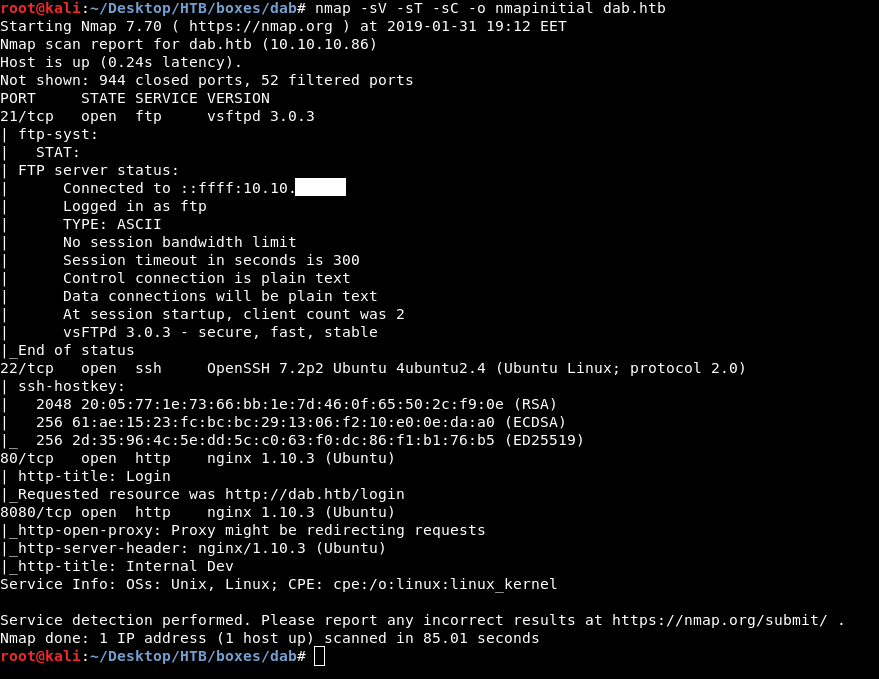 root@kali:~/Desktop/HTB/boxes/dab# nmap -sV -sT -sC -o nmapinitial dab.htb
Starting Nmap 7.70 ( https://nmap.org ) at 2019-01-31 19:12 EET
Nmap scan report for dab.htb (10.10.10.86)
Host is up (0.24s latency).
Not shown: 944 closed ports, 52 filtered ports
PORT     STATE SERVICE VERSION
21/tcp   open  ftp     vsftpd 3.0.3
| ftp-syst:
|   STAT:
| FTP server status:
|      Connected to ::ffff:10.10.
|      Logged in as ftp
|      TYPE: ASCII
|      No session bandwidth limit
|      Session timeout in seconds is 300
|      Control connection is plain text
|      Data connections will be plain text
|      At session startup, client count was 2
|      vsFTPd 3.0.3 - secure, fast, stable
|_End of status
22/tcp   open  ssh     OpenSSH 7.2p2 Ubuntu 4ubuntu2.4 (Ubuntu Linux; protocol 2.0)
| ssh-hostkey:
|   2048 20:05:77:1e:73:66:bb:1e:7d:46:0f:65:50:2c:f9:0e (RSA)
|   256 61:ae:15:23:fc:bc:bc:29:13:06:f2:10:e0:0e:da:a0 (ECDSA)
|_  256 2d:35:96:4c:5e:dd:5c:c0:63:f0:dc:86:f1:b1:76:b5 (ED25519)
80/tcp   open  http    nginx 1.10.3 (Ubuntu)
| http-title: Login
|_Requested resource was http://dab.htb/login
8080/tcp open  http    nginx 1.10.3 (Ubuntu)
|_http-open-proxy: Proxy might be redirecting requests
|_http-server-header: nginx/1.10.3 (Ubuntu)
|_http-title: Internal Dev
Service Info: OSs: Unix, Linux; CPE: cpe:/o:linux:linux_kernel

Service detection performed. Please report any incorrect results at https://nmap.org/submit/ .
Nmap done: 1 IP address (1 host up) scanned in 85.01 seconds
root@kali:~/Desktop/HTB/boxes/dab#